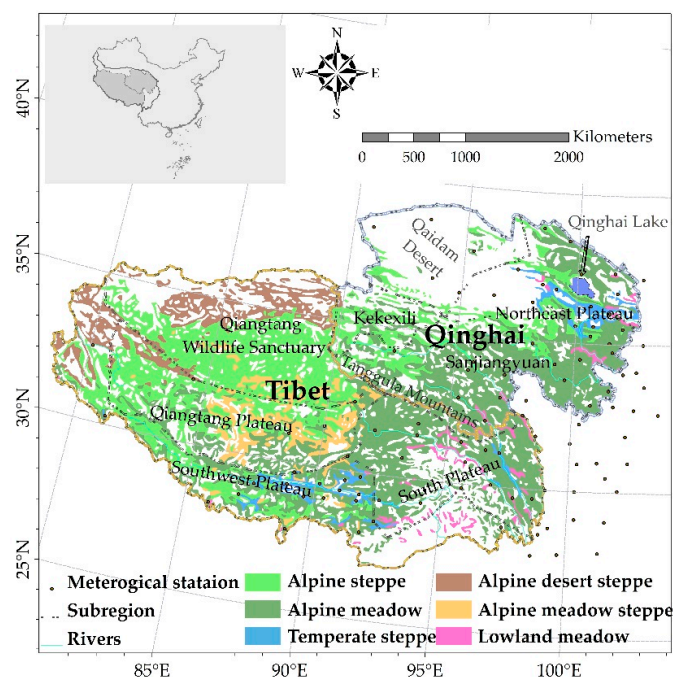 N
W E
S
Kilometers
0 250 500 1000 2000
40°N
35°N
30°N
25°N
Qinghai Lake
Qaidam
Desert
Northeast Plateau
Kekexili
Qinghai
Sanjiangyuan
Qiangtang
Wildlife Sanctuary
Tanggula Mountains
Tibet
Qiangtang Plateau
Southwest Plateau
South Plateau
Meterogical stataion
Subregion
Rivers
Alpine steppe
Alpine meadow
Temperate steppe
Alpine desert steppe
Alpine meadow steppe
Lowland meadow
85°E 90°E 95°E 100°E